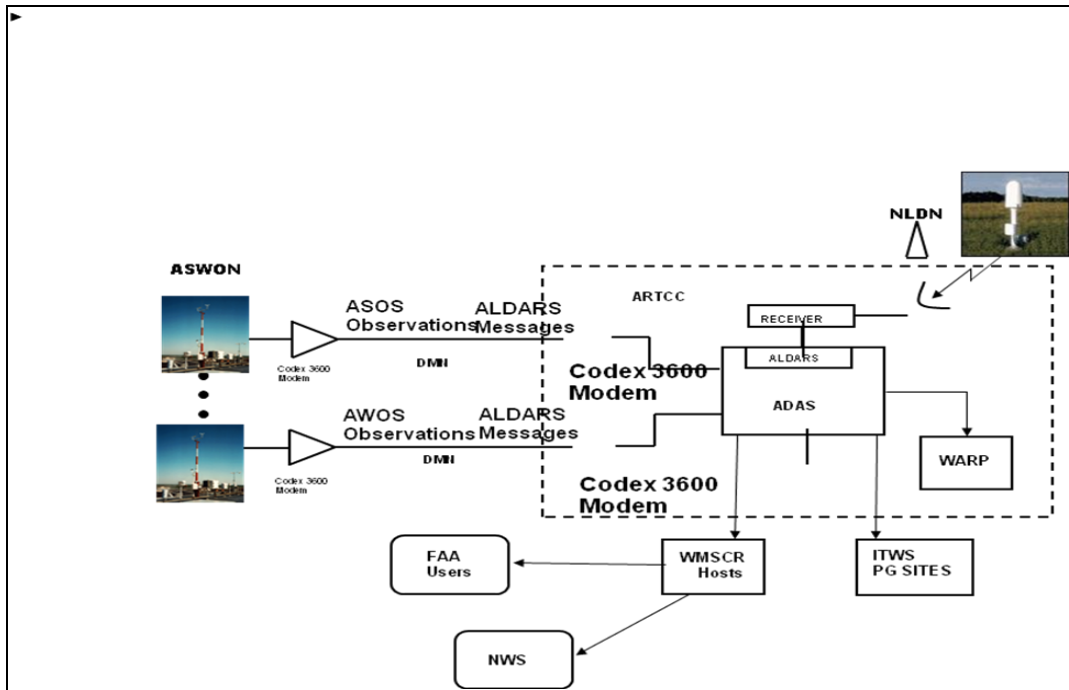 NLDN
ASWON
ARTCC
ASOS
Observations
ALDARS
Messages
RECEIVER
DMN
Codex 3600
Modem
ALDARS
Codex 3600
Modem
ADAS
AWOS
Observations
ALDARS
Messages
DMN
WARP
Codex 3600
Modem
Codex 3600
Modem
FAA
Users
WMSCR
Hosts
ITWS
PG SITES
NWS